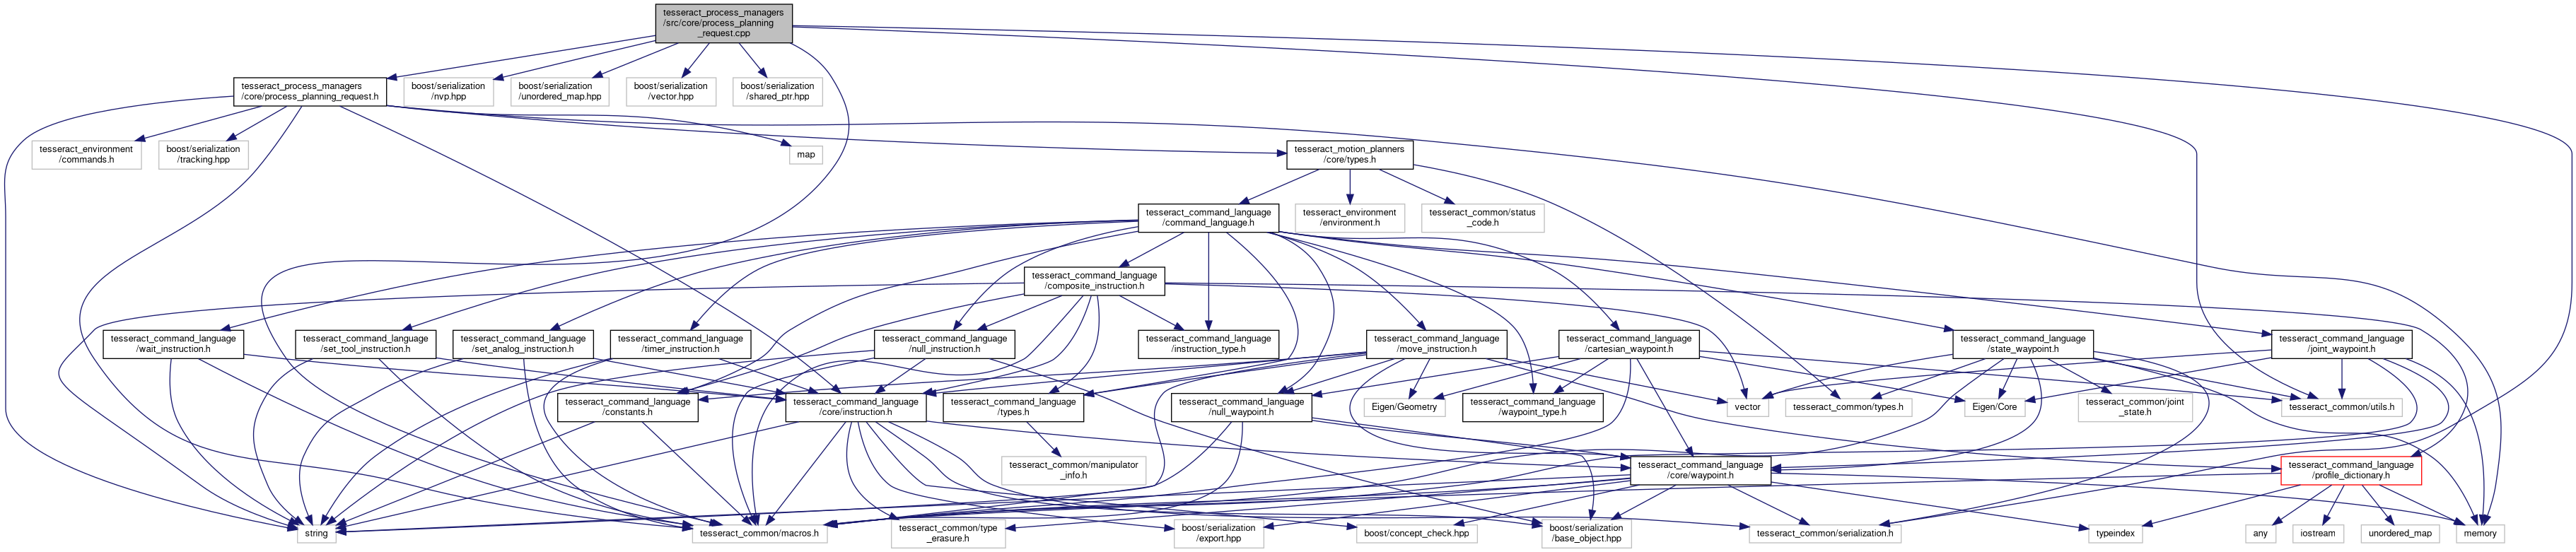 tesseract_process_managers
/src/core/process_planning
_request.cpp
tesseract_process_managers
/core/process_planning_request.h
boost/serialization
/nvp.hpp
boost/serialization
/unordered_map.hpp
boost/serialization
/vector.hpp
boost/serialization
/shared_ptr.hpp
tesseract_environment
/commands.h
boost/serialization
/tracking.hpp
map
tesseract_motion_planners
/core/types.h
tesseract_command_language
/command_language.h
tesseract_environment
/environment.h
tesseract_common/status
_code.h
tesseract_command_language
/composite_instruction.h
tesseract_command_language
/wait_instruction.h
tesseract_command_language
/set_tool_instruction.h
tesseract_command_language
/set_analog_instruction.h
tesseract_command_language
/timer_instruction.h
tesseract_command_language
/null_instruction.h
tesseract_command_language
/instruction_type.h
tesseract_command_language
/move_instruction.h
tesseract_command_language
/cartesian_waypoint.h
tesseract_command_language
/state_waypoint.h
tesseract_command_language
/joint_waypoint.h
tesseract_command_language
/constants.h
tesseract_command_language
/core/instruction.h
tesseract_command_language
/types.h
tesseract_command_language
/null_waypoint.h
Eigen/Geometry
tesseract_command_language
/waypoint_type.h
vector
tesseract_common/types.h
Eigen/Core
tesseract_common/joint
_state.h
tesseract_common/utils.h
tesseract_common/manipulator
_info.h
tesseract_command_language
/core/waypoint.h
tesseract_command_language
/profile_dictionary.h
string
tesseract_common/macros.h
tesseract_common/type
_erasure.h
boost/serialization
/export.hpp
boost/concept_check.hpp
boost/serialization
/base_object.hpp
tesseract_common/serialization.h
typeindex
any
iostream
unordered_map
memory